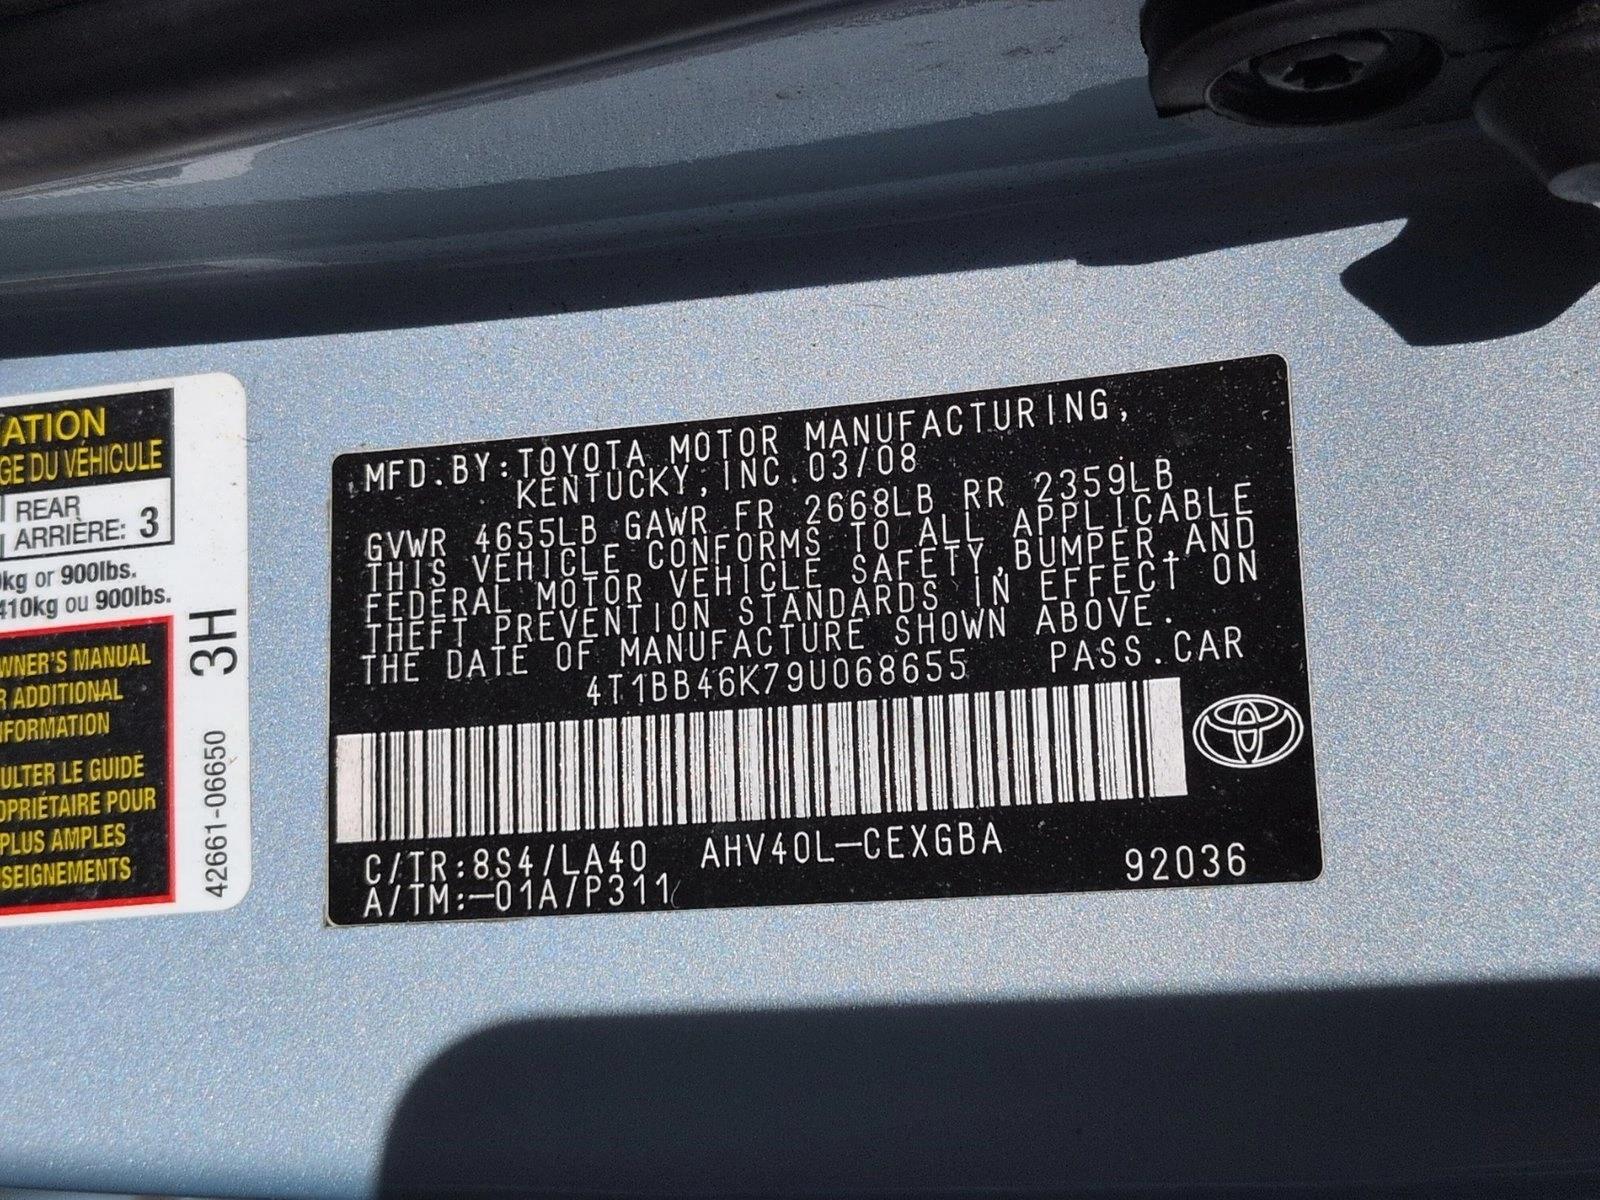 ATION
GE DU VÉHICULE
REAR
ARRIÈRE: 3
kg or 900lbs.
410kg ou 900lbs.
WNER'S MANUAL
R ADDITIONAL
NFORMATION
ULTER LE GUIDE
OPRIÉTAIRE POUR
PLUS AMPLES
SEIGNEMENTS
3H
42661-06650
MFD.BY:TOYOTA MOTOR MANUFACTURING,
KENTUCKY,INC.03/08
GVWR 4655LB GAWR FR 2668LB RR 2359LB
THIS VEHICLE CONFORMS TO ALL APPLICABLE
FEDERAL MOTOR VEHICLE SAFETY,BUMPER,AND
THEFT PREVENTION STANDARDS IN EFFECT ON
THE DATE OF MANUFACTURE SHOWN ABOVE.
4T1BB46K79U068655 PASS.CAR
C/TR:8S4/LA40 AHV40L-CEXGBA
A/TM:-01A/P311 92036